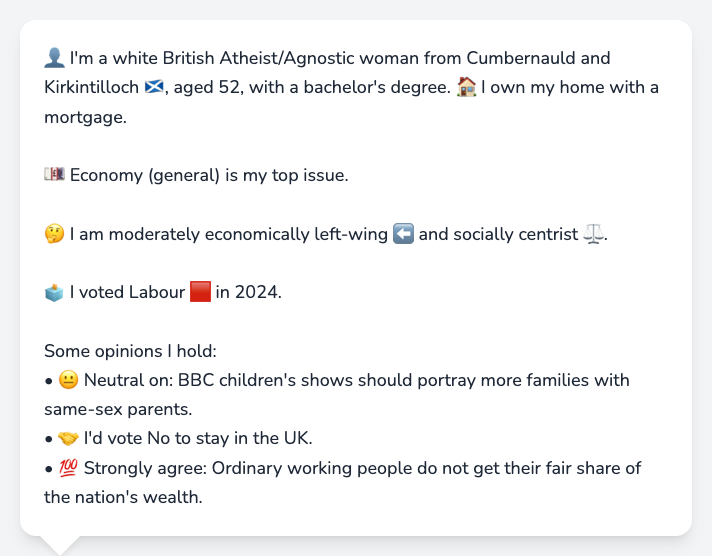 👤 I'm a white British Atheist/Agnostic woman from Cumbernauld and
Kirkintilloch 🏴󠁧󠁢󠁳󠁣󠁴󠁿, aged 52, with a bachelor's degree. 🏠 I own my home with a
mortgage.
💷 Economy (general) is my top issue.
🤔 I am moderately economically left-wing ⬅️ and socially centrist ⚖️.
🗳️ I voted Labour 🟥 in 2024.
Some opinions I hold:
• 😐 Neutral on: BBC children's shows should portray more families with
same-sex parents.
• 🤝 I'd vote No to stay in the UK.
• 💯 Strongly agree: Ordinary working people do not get their fair share of
the nation's wealth.